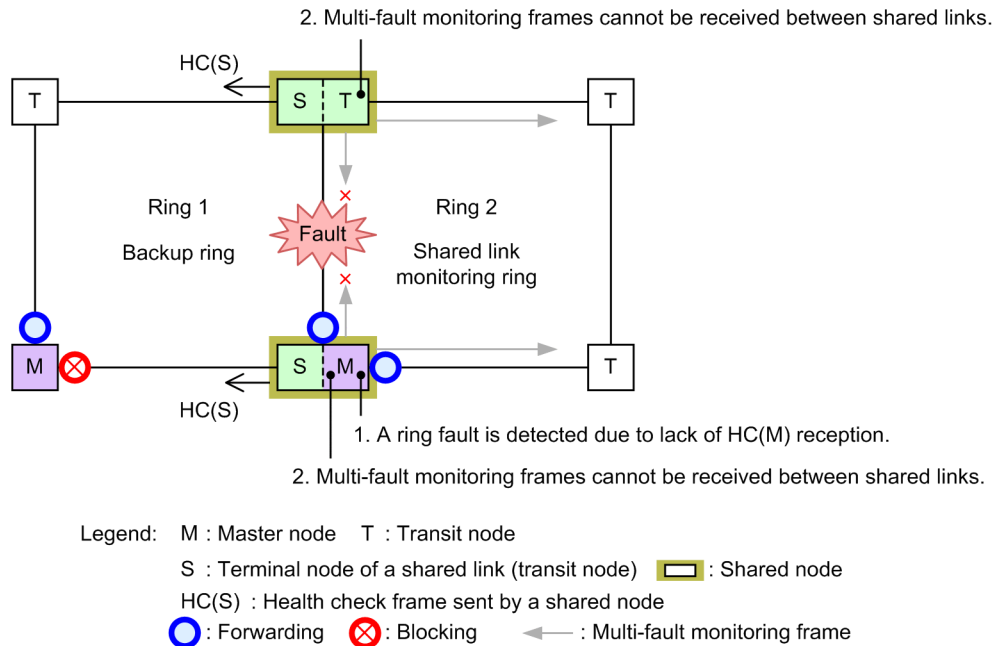 2. Multi-fault monitoring frames cannot be received between shared links.
HC(S)
T
S
T
T
Ring 1
Backup ring
Fault
Ring 2
Shared link
monitoring ring
M
S
M
T
HC(S)
1. A ring fault is detected due to lack of HC(M) reception.
2. Multi-fault monitoring frames cannot be received between shared links.
Legend: M : Master node T : Transit node
S : Terminal node of a shared link (transit node) : Shared node
HC(S) : Health check frame sent by a shared node
: Forwarding : Blocking : Multi-fault monitoring frame